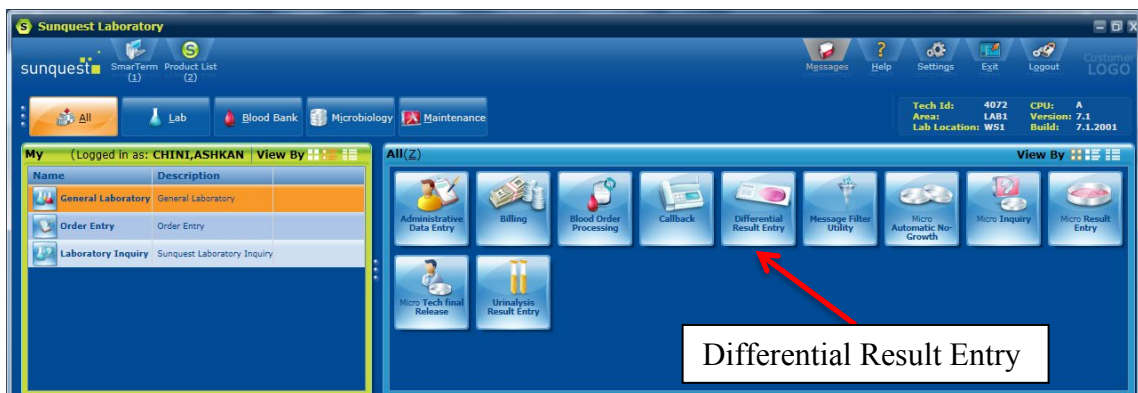 S Sunquest Laboratory
sunquest
SmarTerm
(1)
Product List
(2)
Messages
Help
Settings
Exit
Logout
Customer
LOGO
All
Lab
Blood Bank
Microbiology
Maintenance
Tech Id: 4072 CPU: A
Area: LAB1 Version: 7.1
Lab Location: WS1 Build: 7.1.2001
My (Logged in as: CHINI,ASHKAN View By
Name Description
General Laboratory General Laboratory
Order Entry Order Entry
Laboratory Inquiry Sunquest Laboratory Inquiry
All(Z) View By
Administrative
Data Entry
Billing
Blood Order
Processing
Callback
Differential
Result Entry
Message Filter
Utility
Micro
Automatic No-
Growth
Micro Inquiry
Micro Result
Entry
Micro Tech final
Release
Urinalysis
Result Entry
Differential Result Entry